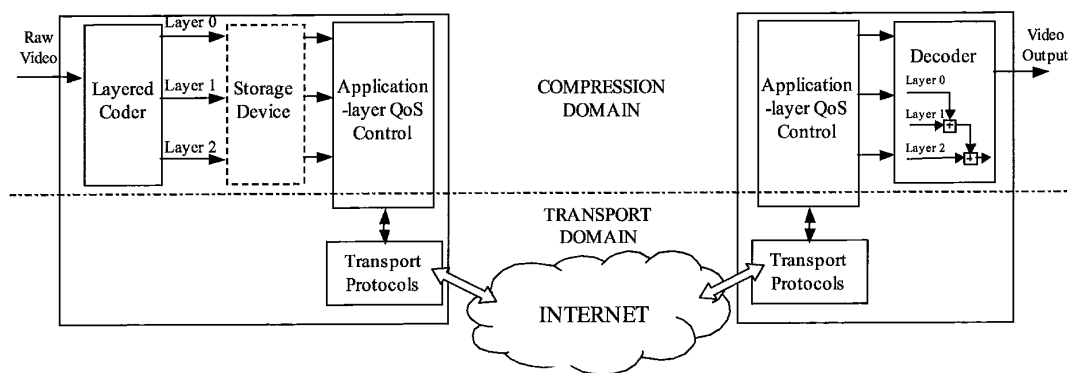 Raw
Video
Layered
Coder
Layer 0
Layer 1
Layer 2
Storage
Device
Application
-layer QoS
Control
COMPRESSION
DOMAIN
Application
-layer QoS
Control
Decoder
Layer 0
Layer 1
+
Layer 2
+
Video
Output
TRANSPORT
DOMAIN
Transport
Protocols
INTERNET
Transport
Protocols